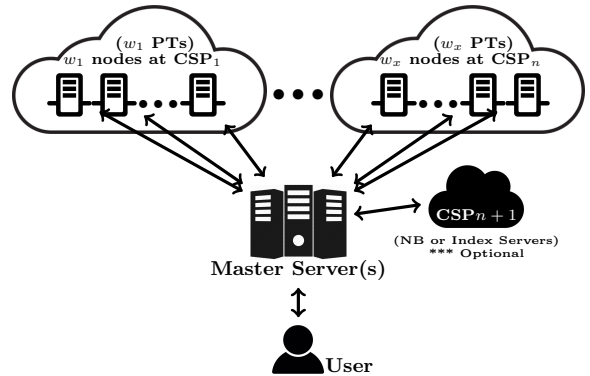 (w₁ PTs)
w₁ nodes at CSP₁
(wₓ PTs)
wₓ nodes at CSPₙ
CSPn + 1
(NB or Index Servers)
*** Optional
Master Server(s)
User